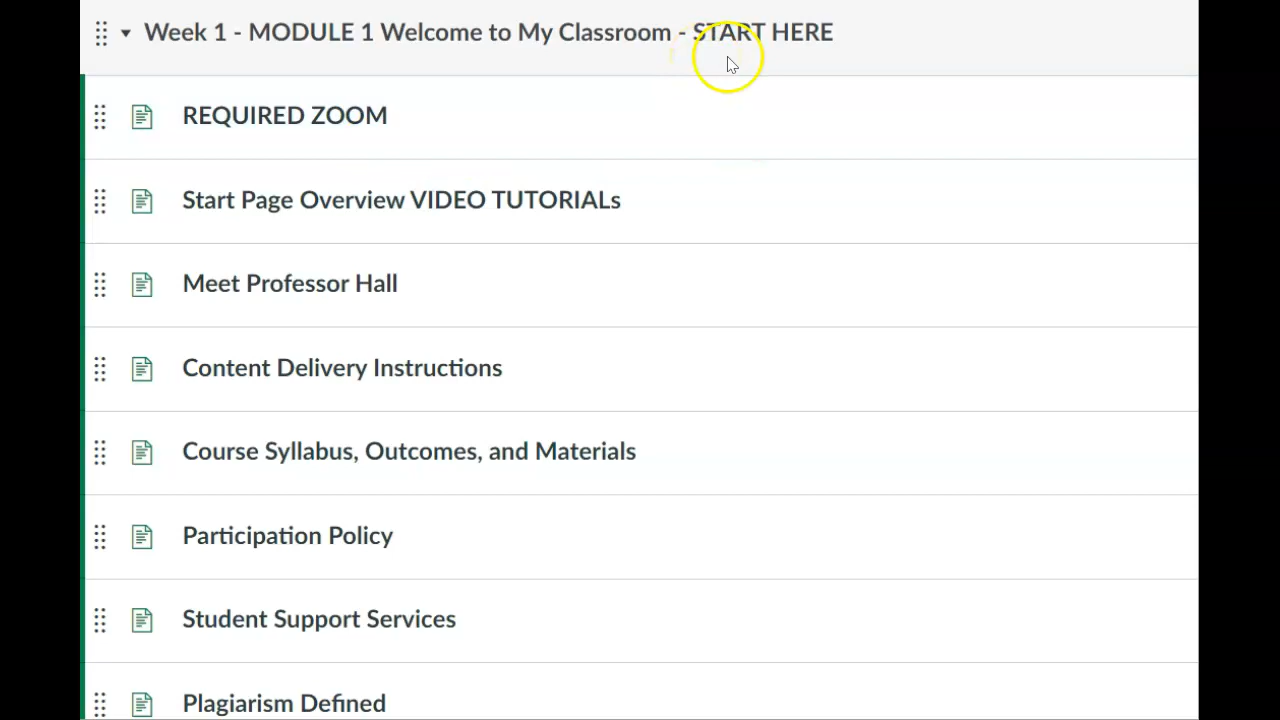 Week 1 - MODULE 1 Welcome to My Classroom - START HERE
REQUIRED ZOOM
Start Page Overview VIDEO TUTORIALs
Meet Professor Hall
Content Delivery Instructions
Course Syllabus, Outcomes, and Materials
Participation Policy
Student Support Services
Plagiarism Defined